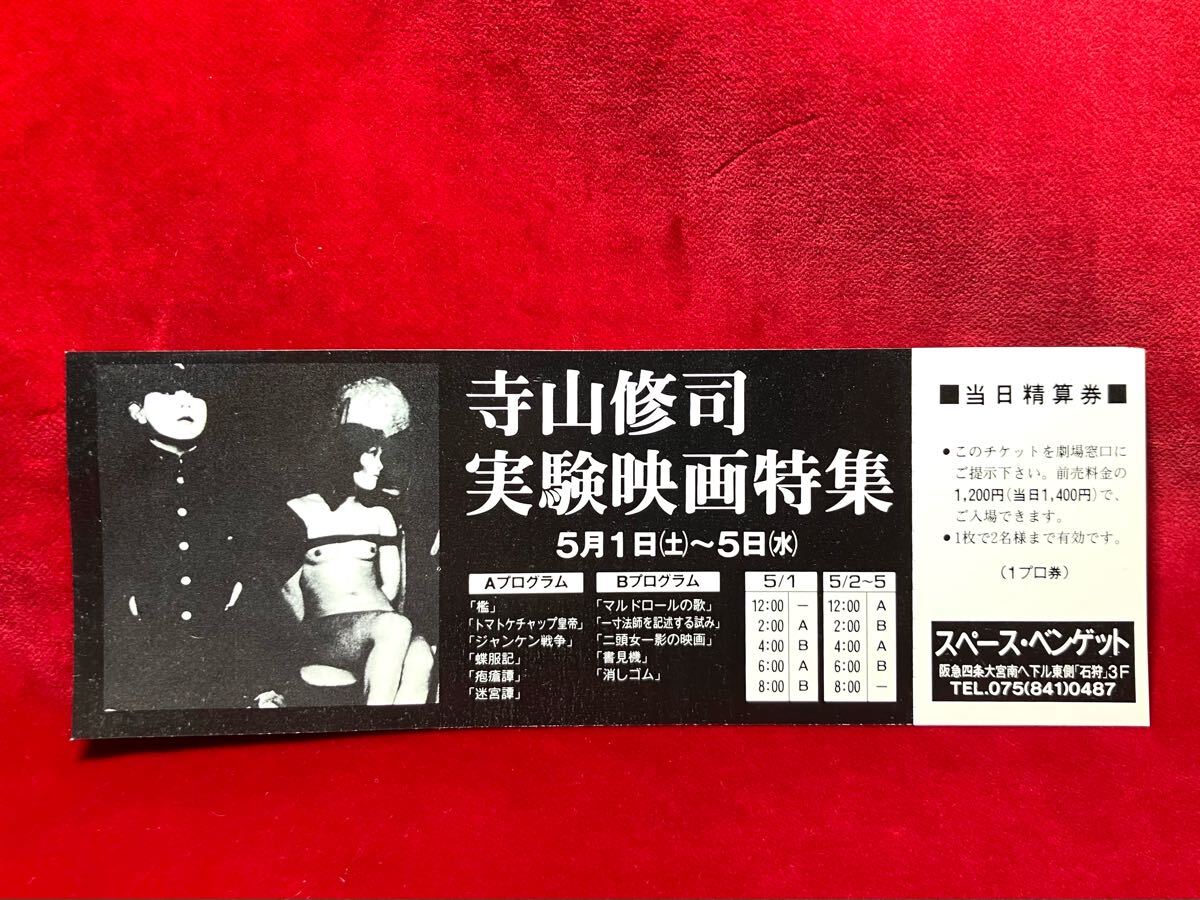 寺山修司
実験映画特集
5月1日(土)〜5日(水)
Aプログラム
「檻」
「トマトケチャップ皇帝」
「ジャンケン戦争」
「蝶服記」
「疱瘡譚」
「迷宮譚」
Bプログラム
「マルドロールの歌」
「一寸法師を記述する試み」
「二頭女一影の映画」
「書見機」
「消しゴム」
5/1
12:00 —
2:00 A
4:00 B
6:00 A
8:00 B
5/2〜5
12:00 A
2:00 B
4:00 A
6:00 B
8:00 —
■当日精算券■
●このチケットを劇場窓口に
ご提示下さい。前売料金の
1,200円(当日1,400円)で、
ご入場できます。
●1枚で2名様まで有効です。
(1プロ券)
スペース・ベンゲット
阪急四条大宮南へ下ル東側「石狩」3F
TEL.075(841)0487